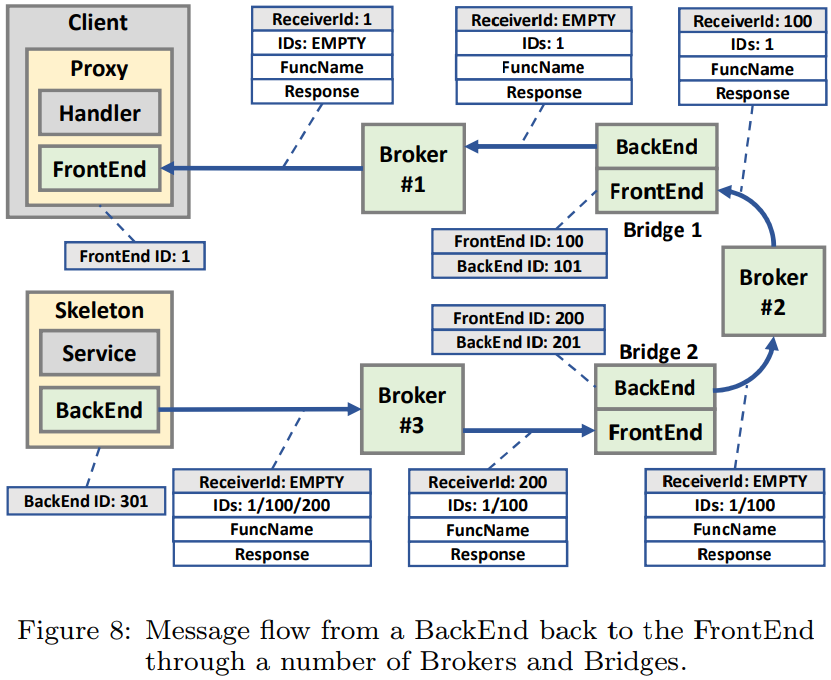 Client
Proxy
Handler
FrontEnd
FrontEnd ID: 1
ReceiverId: 1
IDs: EMPTY
FuncName
Response
Broker
#1
ReceiverId: EMPTY
IDs: 1
FuncName
Response
BackEnd
FrontEnd
Bridge 1
FrontEnd ID: 100
BackEnd ID: 101
ReceiverId: 100
IDs: 1
FuncName
Response
Broker
#2
Skeleton
Service
BackEnd
BackEnd ID: 301
ReceiverId: EMPTY
IDs: 1/100/200
FuncName
Response
Broker
#3
ReceiverId: 200
IDs: 1/100
FuncName
Response
FrontEnd ID: 200
BackEnd ID: 201
Bridge 2
BackEnd
FrontEnd
ReceiverId: EMPTY
IDs: 1/100
FuncName
Response
Figure 8: Message flow from a BackEnd back to the FrontEnd
through a number of Brokers and Bridges.